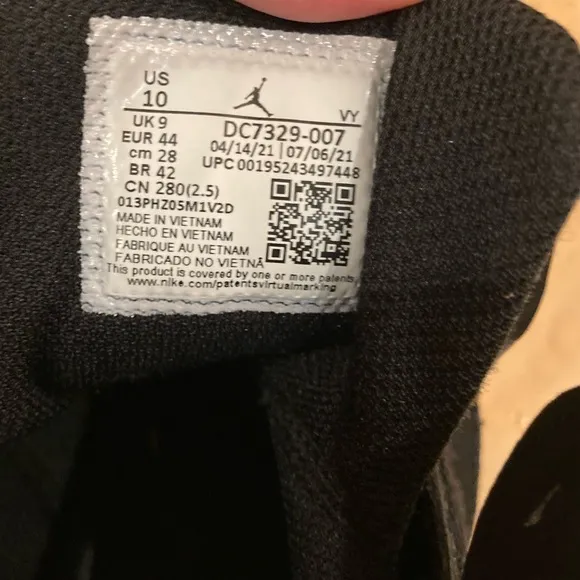 US
10
VY
UK 9
EUR 44
cm 28
BR 42
CN 280(2.5)
DC7329-007
04/14/21 | 07/06/21
UPC 00195243497448
013PHZ05M1V2D
MADE IN VIETNAM
HECHO EN VIETNAM
FABRIQUE AU VIETNAM
FABRICADO NO VIETNÃ
This product is covered by one or more patents
www.nike.com/patentsvirtualmarking